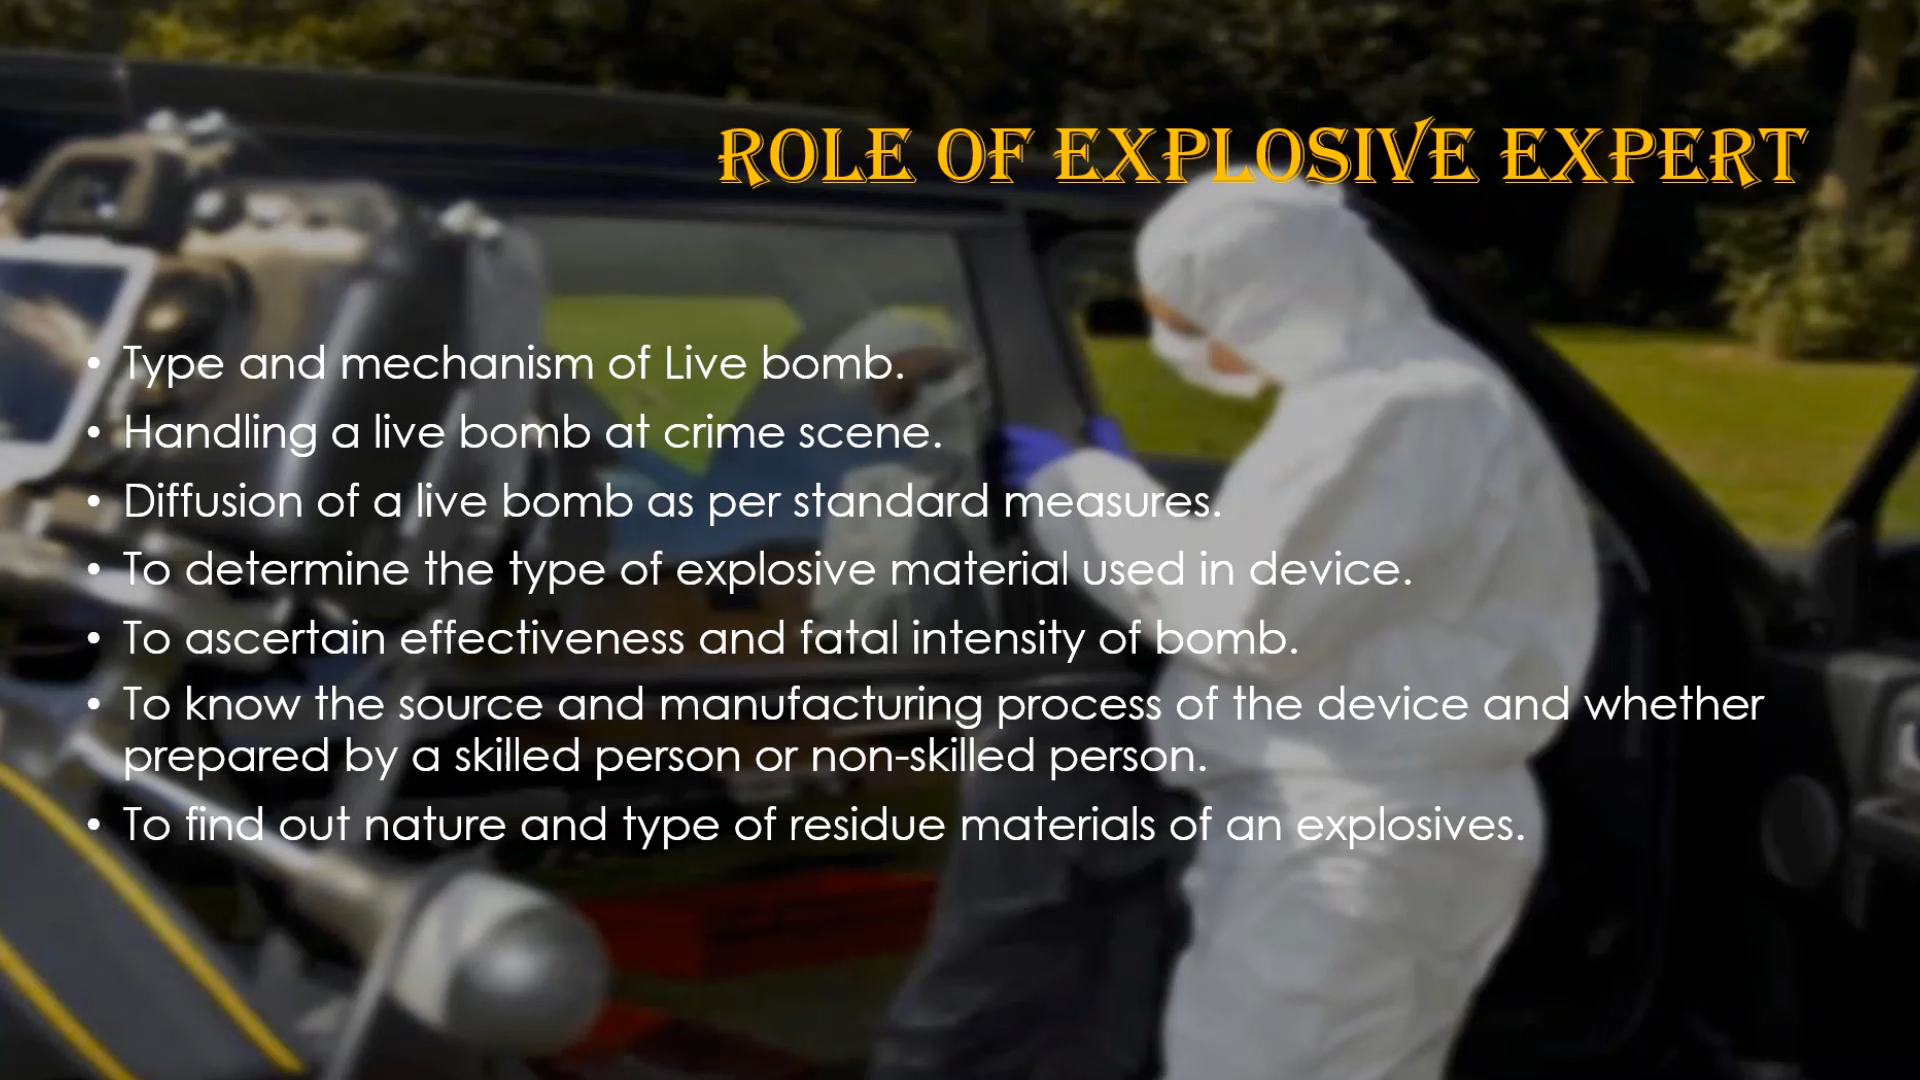 ROLE OF EXPLOSIVE EXPERT
• Type and mechanism of Live bomb.
• Handling a live bomb at crime scene.
• Diffusion of a live bomb as per standard measures.
• To determine the type of explosive material used in device.
• To ascertain effectiveness and fatal intensity of bomb.
• To know the source and manufacturing process of the device and whether
prepared by a skilled person or non-skilled person.
• To find out nature and type of residue materials of an explosives.